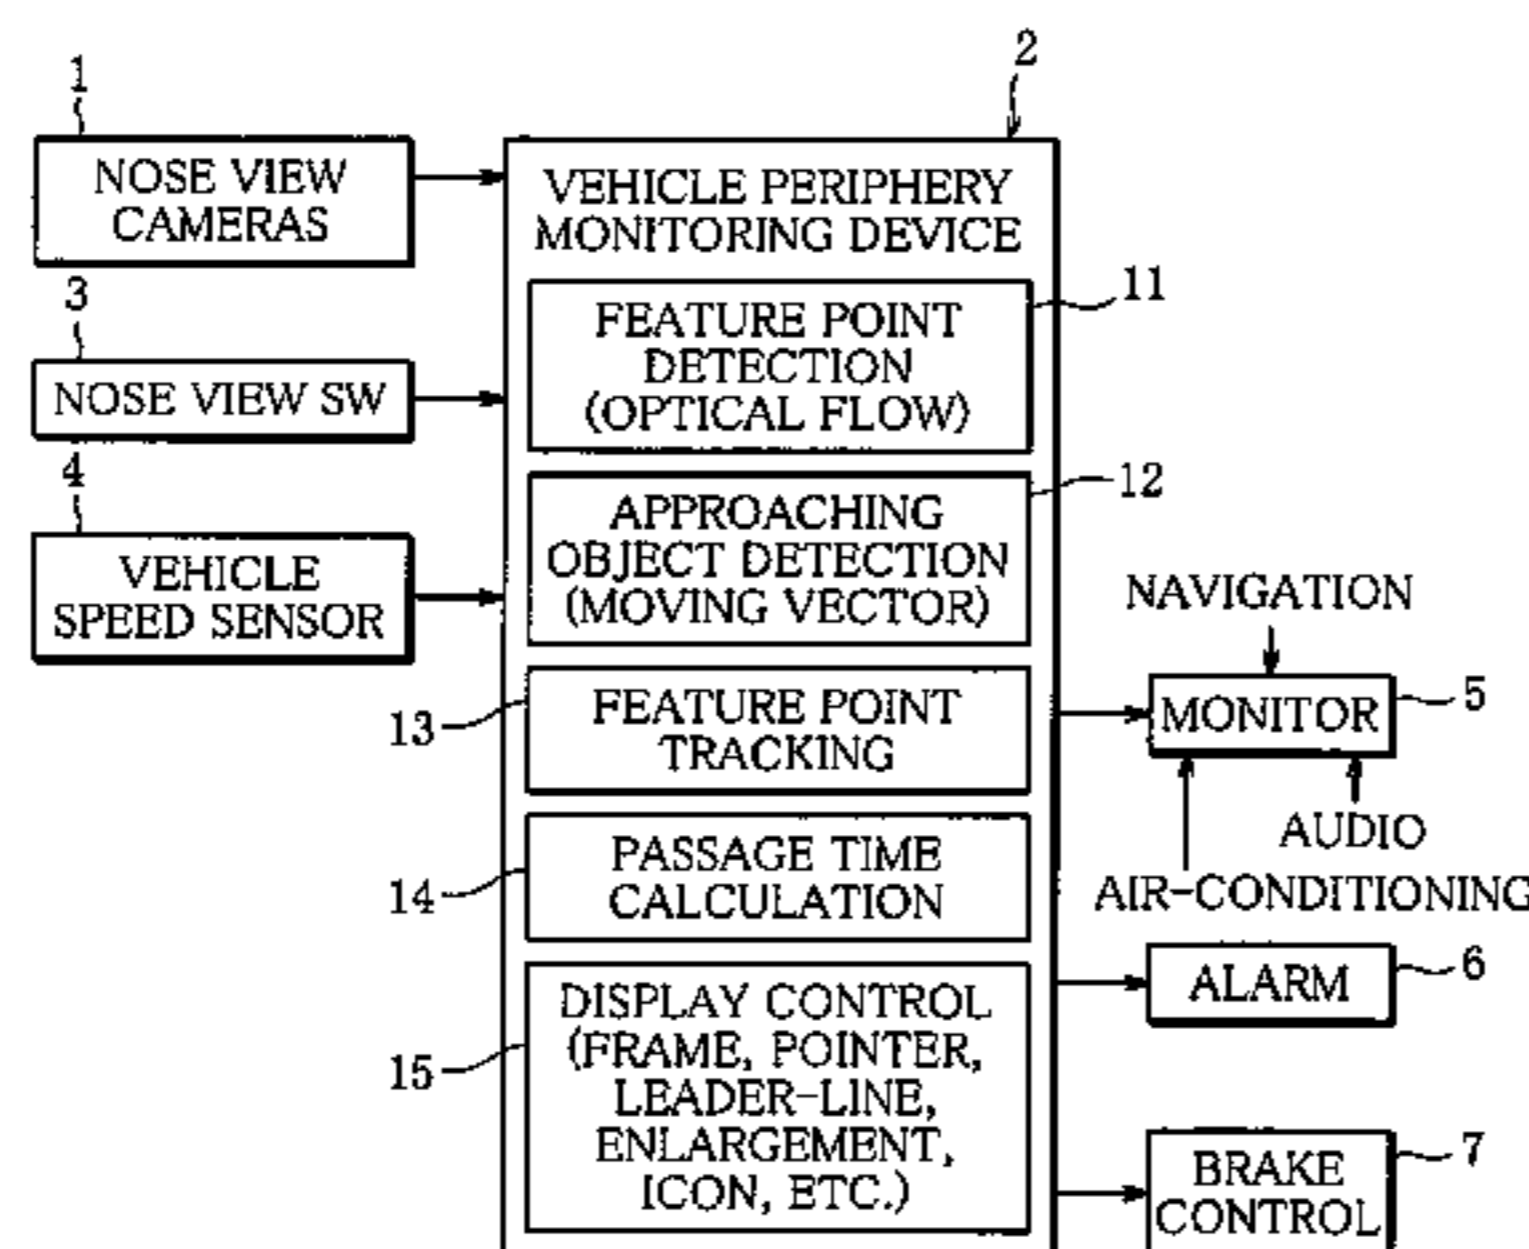 1
NOSE VIEW
CAMERAS
3
NOSE VIEW SW
4
VEHICLE
SPEED SENSOR
2
VEHICLE PERIPHERY
MONITORING DEVICE
11
FEATURE POINT
DETECTION
(OPTICAL FLOW)
12
APPROACHING
OBJECT DETECTION
(MOVING VECTOR)
13
FEATURE POINT
TRACKING
14
PASSAGE TIME
CALCULATION
15
DISPLAY CONTROL
(FRAME, POINTER,
LEADER-LINE,
ENLARGEMENT,
ICON, ETC.)
NAVIGATION
MONITOR
5
AUDIO
AIR-CONDITIONING
ALARM
6
BRAKE
CONTROL
7